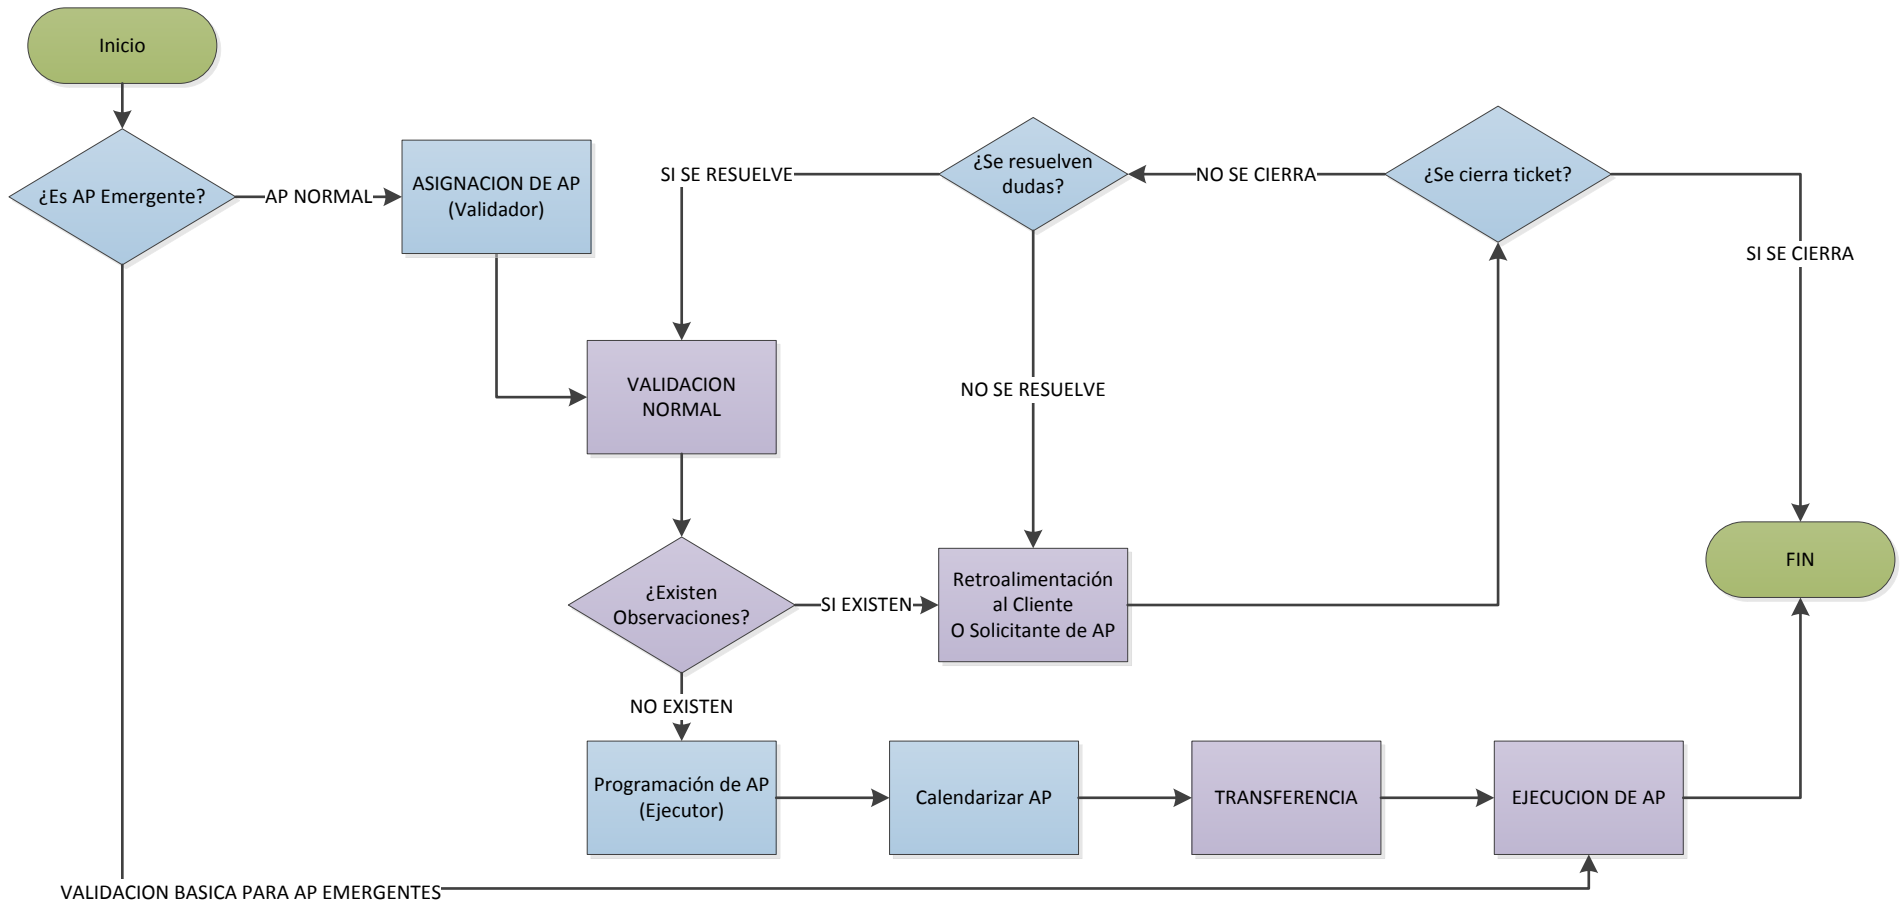 Inicio
¿Es AP Emergente?
AP NORMAL
ASIGNACION DE AP
(Validador)
SI SE RESUELVE
¿Se resuelven
dudas?
NO SE CIERRA
¿Se cierra ticket?
SI SE CIERRA
VALIDACION
NORMAL
NO SE RESUELVE
¿Existen
Observaciones?
SI EXISTEN
Retroalimentación
al Cliente
O Solicitante de AP
FIN
NO EXISTEN
Programación de AP
(Ejecutor)
Calendarizar AP
TRANSFERENCIA
EJECUCION DE AP
VALIDACION BASICA PARA AP EMERGENTES